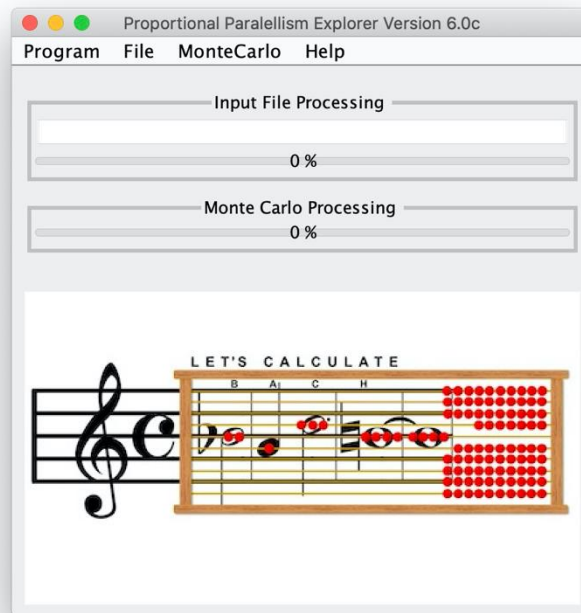 Proportional Paralellism Explorer Version 6.0c
Program File MonteCarlo Help
Input File Processing
0 %
Monte Carlo Processing
0 %
LET'S CALCULATE
B A C H